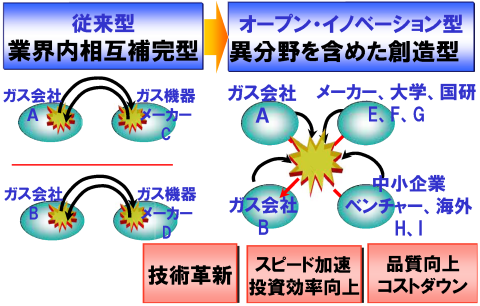 従来型
業界内相互補完型
オープン・イノベーション型
異分野を含めた創造型
ガス会社
A
ガス機器
メーカー
C
ガス会社
B
ガス機器
メーカー
D
ガス会社
A
メーカー、大学、国研
E、F、G
ガス会社
B
中小企業
ベンチャー、海外
H、I
技術革新
スピード加速
投資効率向上
品質向上
コストダウン